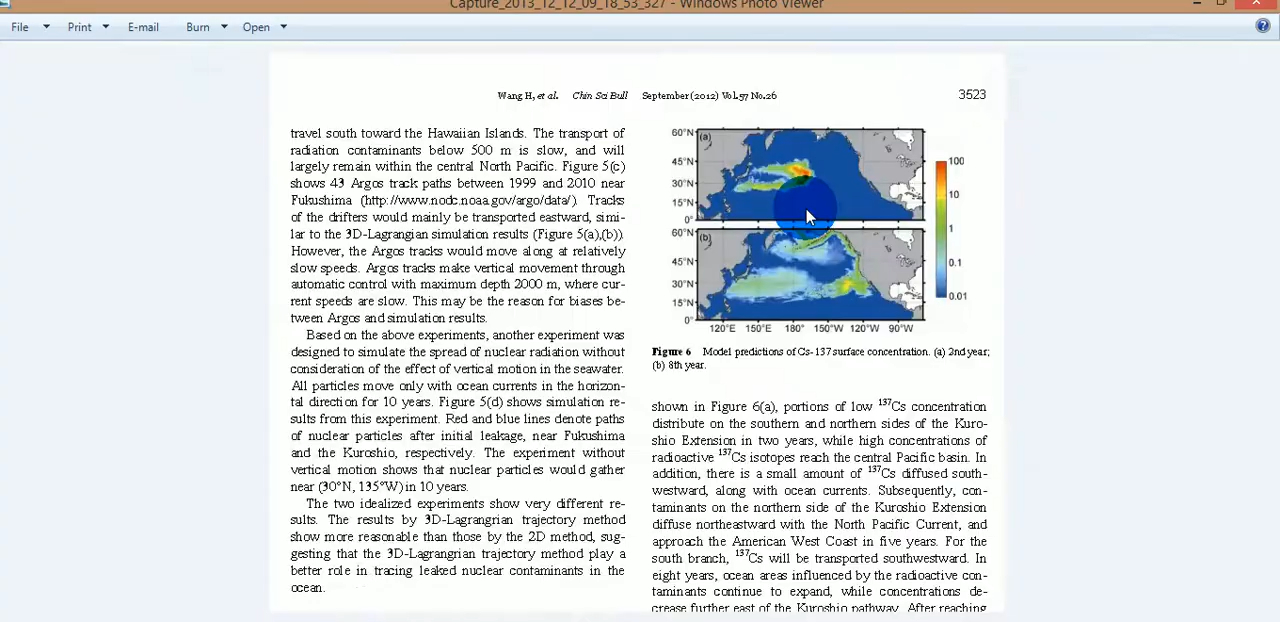 Capture_2013_12_12_09_18_53_327 - Windows Photo Viewer
File Print E-mail Burn Open
Wang H, et al. Chin Sci Bull September (2012) Vol.57 No.26 3523
travel south toward the Hawaiian Islands. The transport of
radiation contaminants below 500 m is slow, and will
largely remain within the central North Pacific. Figure 5(c)
shows 43 Argos track paths between 1999 and 2010 near
Fukushima (http://www.nodc.noaa.gov/argo/data/). Tracks
of the drifters would mainly be transported eastward, simi-
lar to the 3D-Lagrangian simulation results (Figure 5(a),(b)).
However, the Argos tracks would move along at relatively
slow speeds. Argos tracks make vertical movement through
automatic control with maximum depth 2000 m, where cur-
rent speeds are slow. This may be the reason for biases be-
tween Argos and simulation results.
Based on the above experiments, another experiment was
designed to simulate the spread of nuclear radiation without
consideration of the effect of vertical motion in the seawater.
All particles move only with ocean currents in the horizon-
tal direction for 10 years. Figure 5(d) shows simulation re-
sults from this experiment. Red and blue lines denote paths
of nuclear particles after initial leakage, near Fukushima
and the Kuroshio, respectively. The experiment without
vertical motion shows that nuclear particles would gather
near (30°N, 135°W) in 10 years.
The two idealized experiments show very different re-
sults. The results by 3D-Lagrangrian trajectory method
show more reasonable than those by the 2D method, sug-
gesting that the 3D-Lagrangrian trajectory method play a
better role in tracing leaked nuclear contaminants in the
ocean.
60°N (a)
45°N
30°N
15°N
0°
60°N (b)
45°N
30°N
15°N
0°
120°E 150°E 180° 150°W 120°W 90°W
100
10
1
0.1
0.01
Figure 6 Model predictions of Cs-137 surface concentration. (a) 2nd year;
(b) 8th year.
shown in Figure 6(a), portions of low 137Cs concentration
distribute on the southern and northern sides of the Kuro-
shio Extension in two years, while high concentrations of
radioactive 137Cs isotopes reach the central Pacific basin. In
addition, there is a small amount of 137Cs diffused south-
westward, along with ocean currents. Subsequently, con-
taminants on the northern side of the Kuroshio Extension
diffuse northeastward with the North Pacific Current, and
approach the American West Coast in five years. For the
south branch, 137Cs will be transported southwestward. In
eight years, ocean areas influenced by the radioactive con-
taminants continue to expand, while concentrations de-
crease further east of the Kuroshio pathway. After reaching